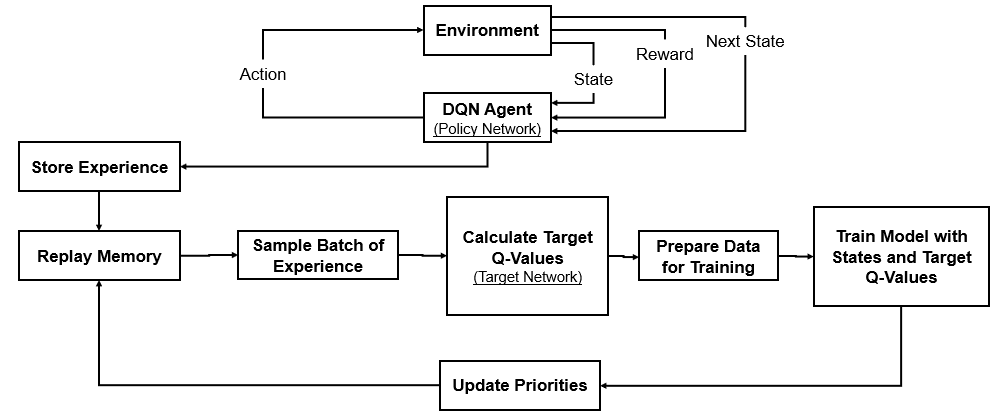 Environment
Next State
Reward
Action
State
DQN Agent
(Policy Network)
Store Experience
Replay Memory
Sample Batch of
Experience
Calculate Target
Q-Values
(Target Network)
Prepare Data
for Training
Train Model with
States and Target
Q-Values
Update Priorities